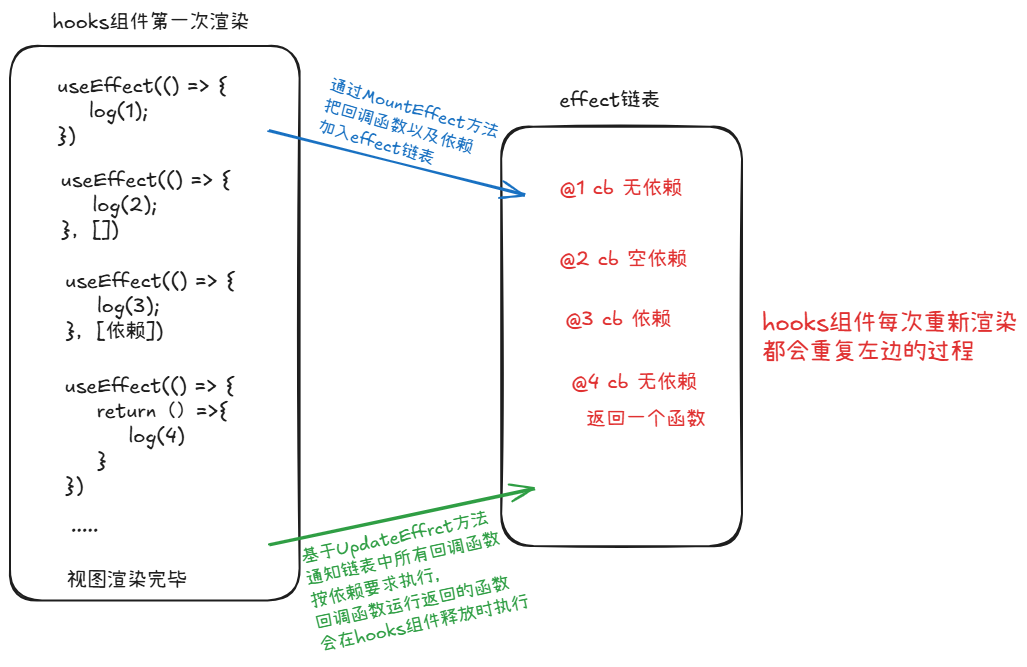 hooks组件第一次渲染
useEffect(() => {
log(1);
})
useEffect(() => {
log(2);
}, [])
useEffect(() => {
log(3);
}, [依赖])
useEffect(() => {
return () =>{
log(4)
}
})
.....
视图渲染完毕
通过MountEffect方法
把回调函数以及依赖
加入effect链表
基于UpdateEffrct方法
通知链表中所有回调函数
按依赖要求执行,
回调函数运行返回的函数
会在hooks组件释放时执行
effect链表
@1 cb 无依赖
@2 cb 空依赖
@3 cb 依赖
@4 cb 无依赖
返回一个函数
hooks组件每次重新渲染
都会重复左边的过程